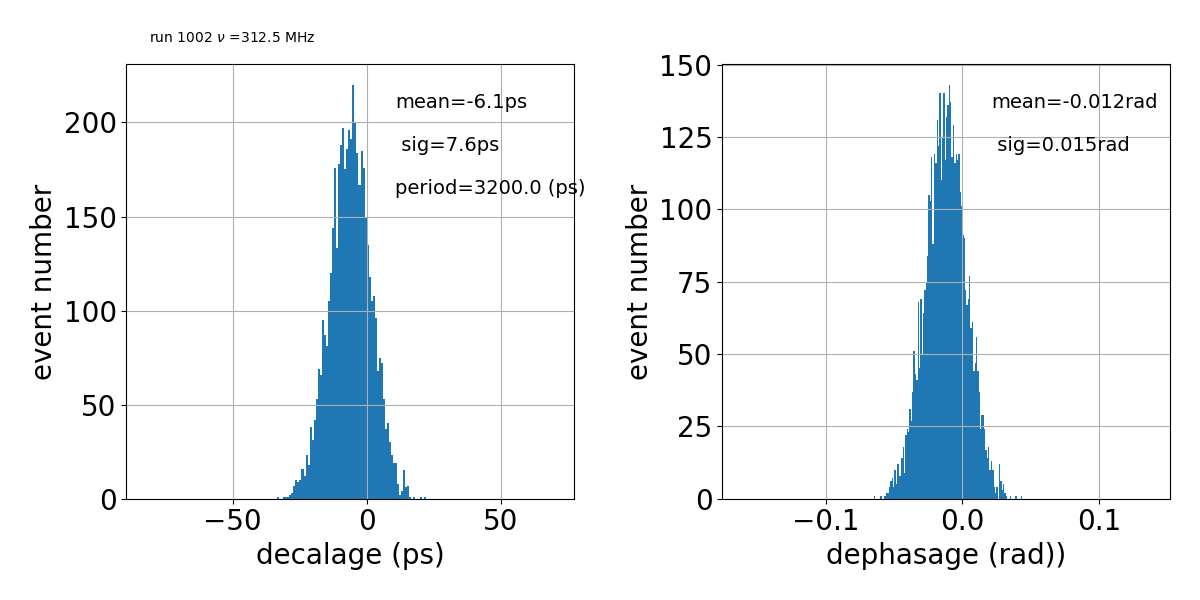 run 1002 ν =312.5 MHz
event number
200
150
100
50
0
mean=-6.1ps
sig=7.6ps
period=3200.0 (ps)
−50 0 50
decalage (ps)
event number
150
125
100
75
50
25
0
mean=-0.012rad
sig=0.015rad
−0.1 0.0 0.1
dephasage (rad))